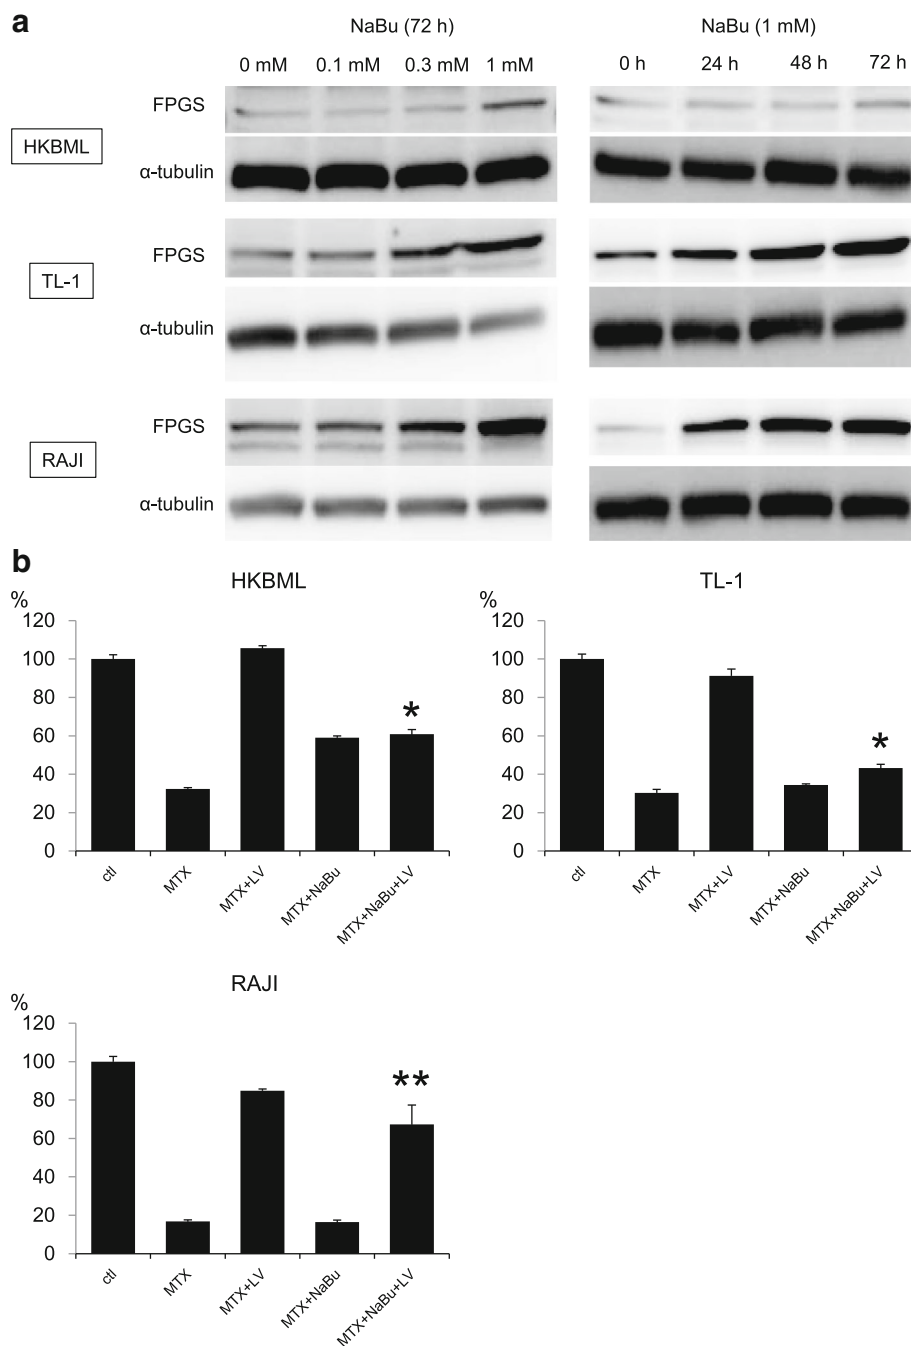 a
NaBu (72 h)
NaBu (1 mM)
0 mM 0.1 mM 0.3 mM 1 mM
0 h 24 h 48 h 72 h
HKBML
FPGS
α-tubulin
TL-1
FPGS
α-tubulin
RAJI
FPGS
α-tubulin
b
HKBML
%
120
100
80
60
40
20
0
*
ctl
MTX
MTX+LV
MTX+NaBu
MTX+NaBu+LV
TL-1
%
120
100
80
60
40
20
0
*
ctl
MTX
MTX+LV
MTX+NaBu
MTX+NaBu+LV
RAJI
%
120
100
80
60
40
20
0
**
ctl
MTX
MTX+LV
MTX+NaBu
MTX+NaBu+LV